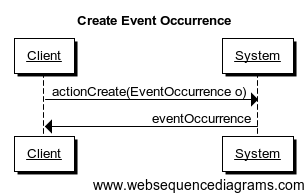 Create Event Occurrence
Client System
actionCreate(EventOccurrence o)
eventOccurrence
Client System
www.websequencediagrams.com